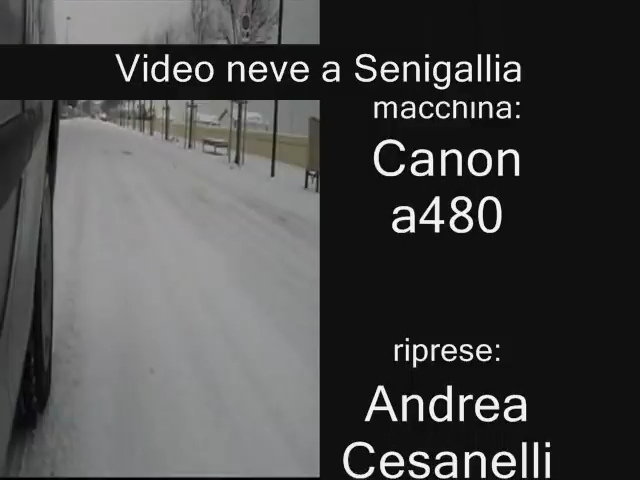 Video neve a Senigallia
macchina:
Canon
a480
riprese:
Andrea
Cesanelli